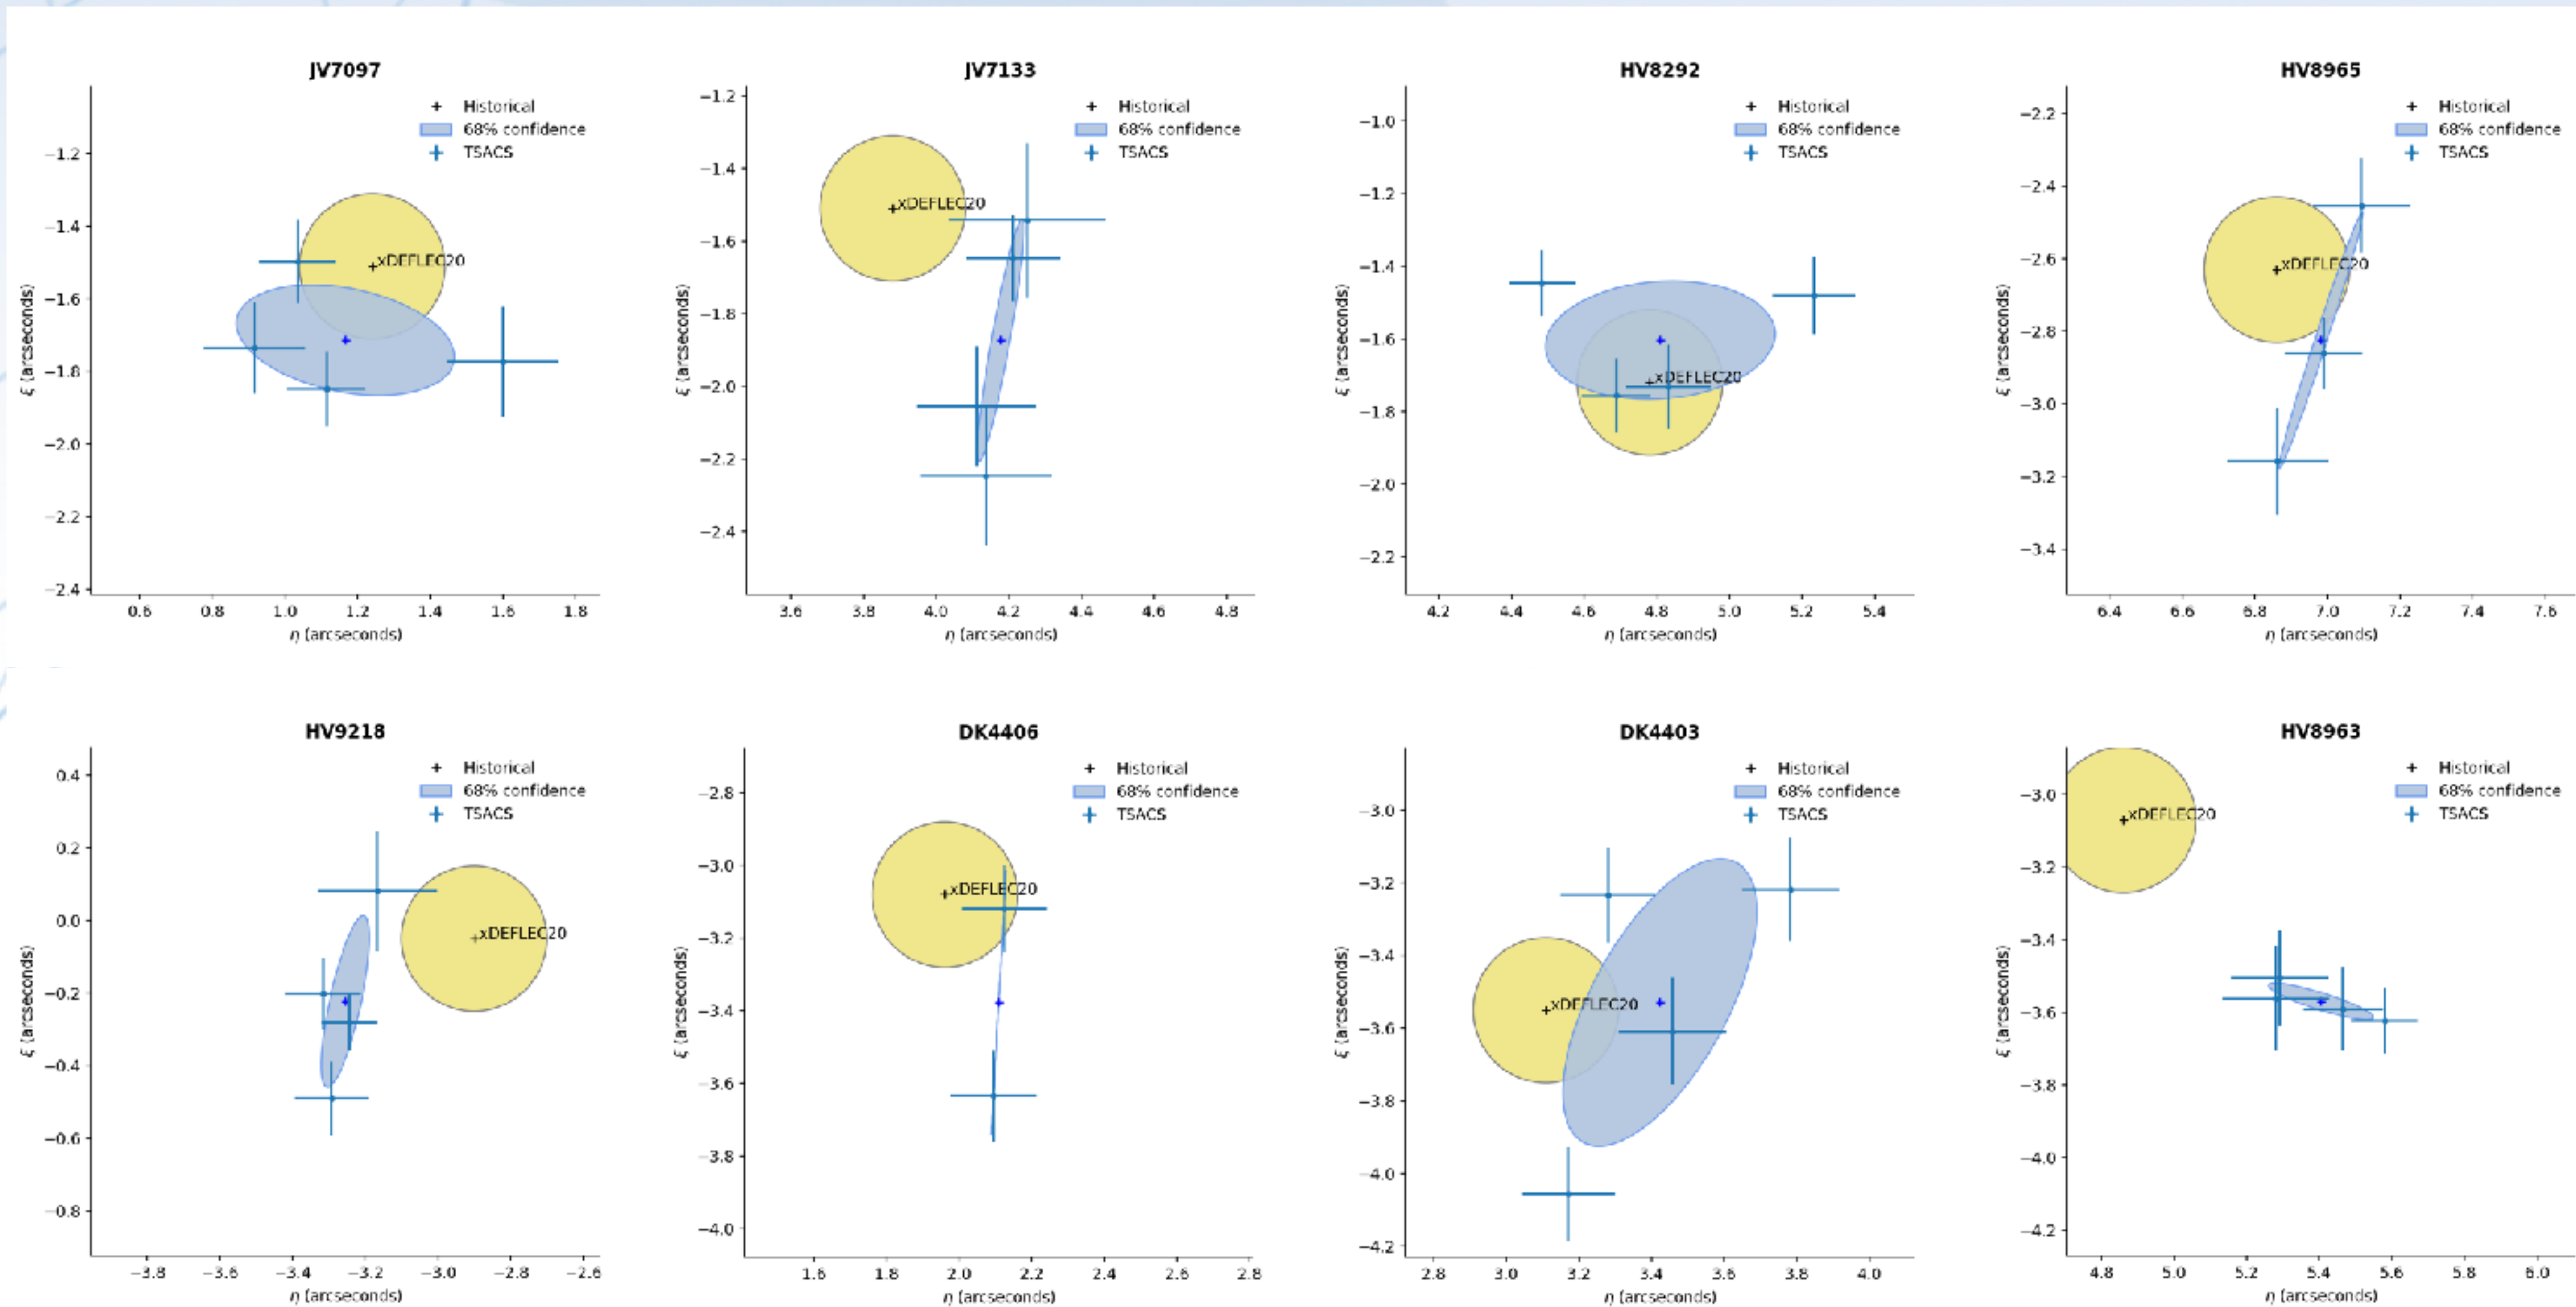 JV7097
Historical
68% confidence
TSACS
xDEFLEC20
−1.2
−1.4
−1.6
−1.8
−2.0
−2.2
−2.4
ξ (arcseconds)
0.6 0.8 1.0 1.2 1.4 1.6 1.8
η (arcseconds)
JV7133
Historical
68% confidence
TSACS
xDEFLEC20
−1.2
−1.4
−1.6
−1.8
−2.0
−2.2
−2.4
ξ (arcseconds)
3.6 3.8 4.0 4.2 4.4 4.6 4.8
η (arcseconds)
HV8292
Historical
68% confidence
TSACS
xDEFLEC20
−1.0
−1.2
−1.4
−1.6
−1.8
−2.0
−2.2
ξ (arcseconds)
4.2 4.4 4.6 4.8 5.0 5.2 5.4
η (arcseconds)
HV8965
Historical
68% confidence
TSACS
xDEFLEC20
−2.2
−2.4
−2.6
−2.8
−3.0
−3.2
−3.4
ξ (arcseconds)
6.4 6.6 6.8 7.0 7.2 7.4 7.6
η (arcseconds)
HV9218
Historical
68% confidence
TSACS
xDEFLEC20
0.4
0.2
0.0
−0.2
−0.4
−0.6
−0.8
ξ (arcseconds)
−3.8 −3.6 −3.4 −3.2 −3.0 −2.8 −2.6
η (arcseconds)
DK4406
Historical
68% confidence
TSACS
xDEFLEC20
−2.8
−3.0
−3.2
−3.4
−3.6
−3.8
−4.0
ξ (arcseconds)
1.6 1.8 2.0 2.2 2.4 2.6 2.8
η (arcseconds)
DK4403
Historical
68% confidence
TSACS
xDEFLEC20
−3.0
−3.2
−3.4
−3.6
−3.8
−4.0
−4.2
ξ (arcseconds)
2.8 3.0 3.2 3.4 3.6 3.8 4.0
η (arcseconds)
HV8963
Historical
68% confidence
TSACS
xDEFLEC20
−3.0
−3.2
−3.4
−3.6
−3.8
−4.0
−4.2
ξ (arcseconds)
4.8 5.0 5.2 5.4 5.6 5.8 6.0
η (arcseconds)